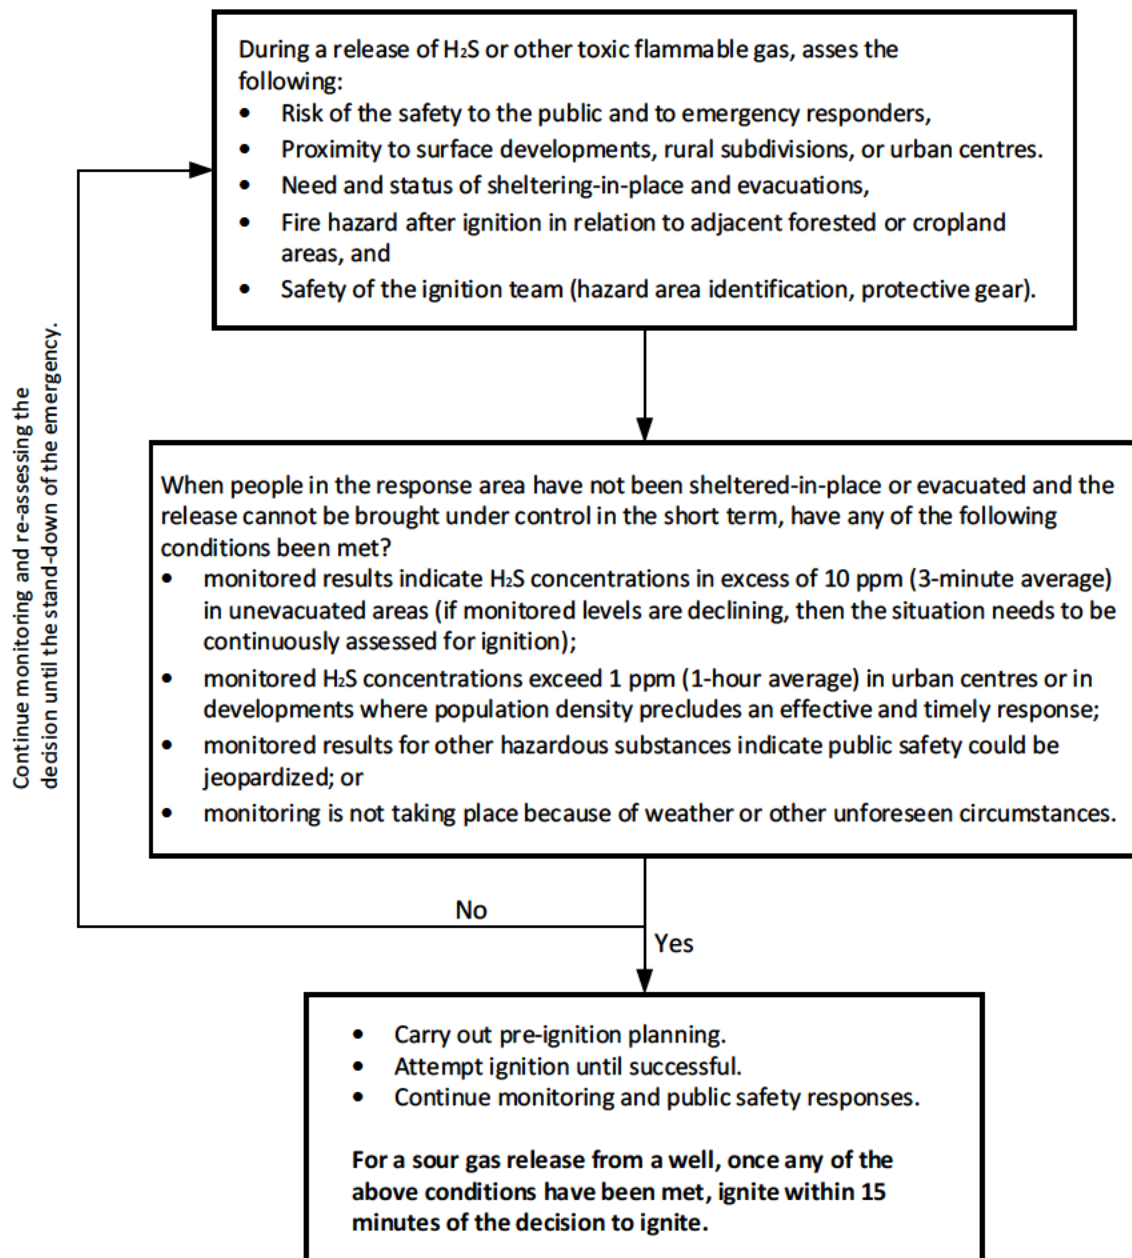 During a release of H₂S or other toxic flammable gas, asses the
following:
• Risk of the safety to the public and to emergency responders,
• Proximity to surface developments, rural subdivisions, or urban centres.
• Need and status of sheltering-in-place and evacuations,
• Fire hazard after ignition in relation to adjacent forested or cropland
areas, and
• Safety of the ignition team (hazard area identification, protective gear).
Continue monitoring and re-assessing the
decision until the stand-down of the emergency.
When people in the response area have not been sheltered-in-place or evacuated and the
release cannot be brought under control in the short term, have any of the following
conditions been met?
• monitored results indicate H₂S concentrations in excess of 10 ppm (3-minute average)
in unevacuated areas (if monitored levels are declining, then the situation needs to be
continuously assessed for ignition);
• monitored H₂S concentrations exceed 1 ppm (1-hour average) in urban centres or in
developments where population density precludes an effective and timely response;
• monitored results for other hazardous substances indicate public safety could be
jeopardized; or
• monitoring is not taking place because of weather or other unforeseen circumstances.
No
Yes
• Carry out pre-ignition planning.
• Attempt ignition until successful.
• Continue monitoring and public safety responses.
For a sour gas release from a well, once any of the
above conditions have been met, ignite within 15
minutes of the decision to ignite.